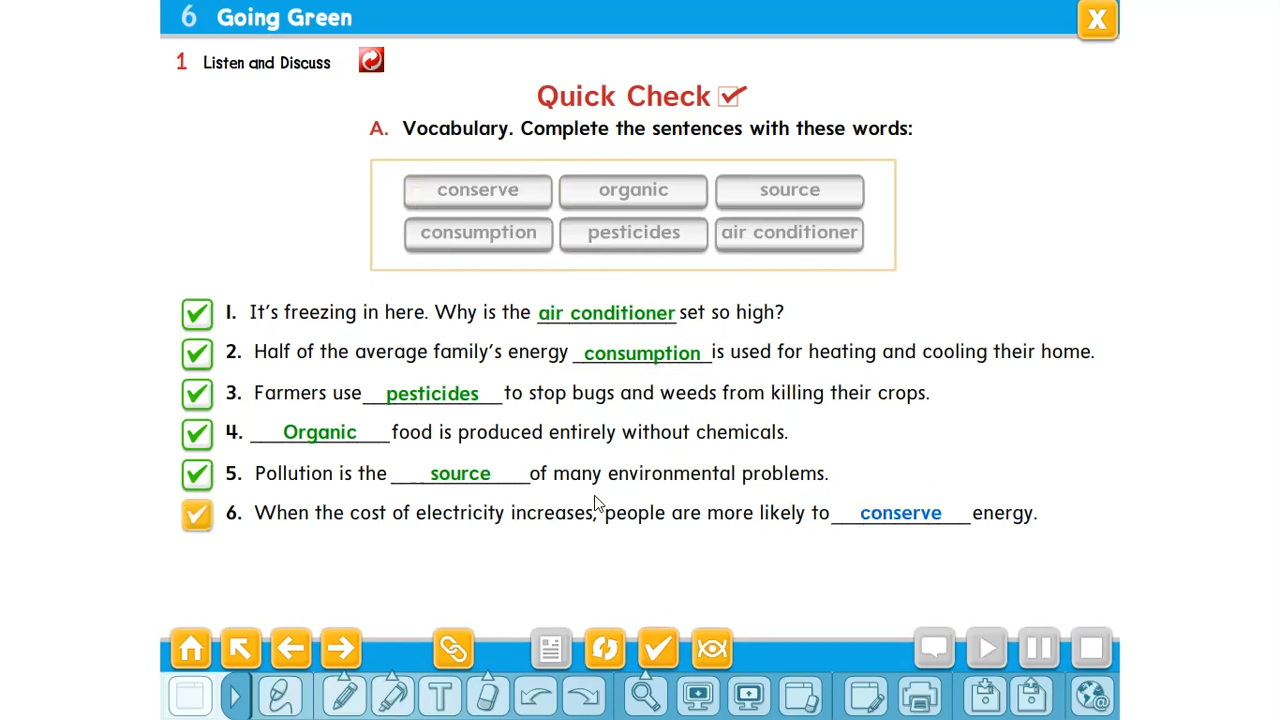 6 Going Green
X
1 Listen and Discuss
Quick Check
A. Vocabulary. Complete the sentences with these words:
conserve organic source
consumption pesticides air conditioner
1. It's freezing in here. Why is the air conditioner set so high?
2. Half of the average family's energy consumption is used for heating and cooling their home.
3. Farmers use pesticides to stop bugs and weeds from killing their crops.
4. Organic food is produced entirely without chemicals.
5. Pollution is the source of many environmental problems.
6. When the cost of electricity increases, people are more likely to conserve energy.
T